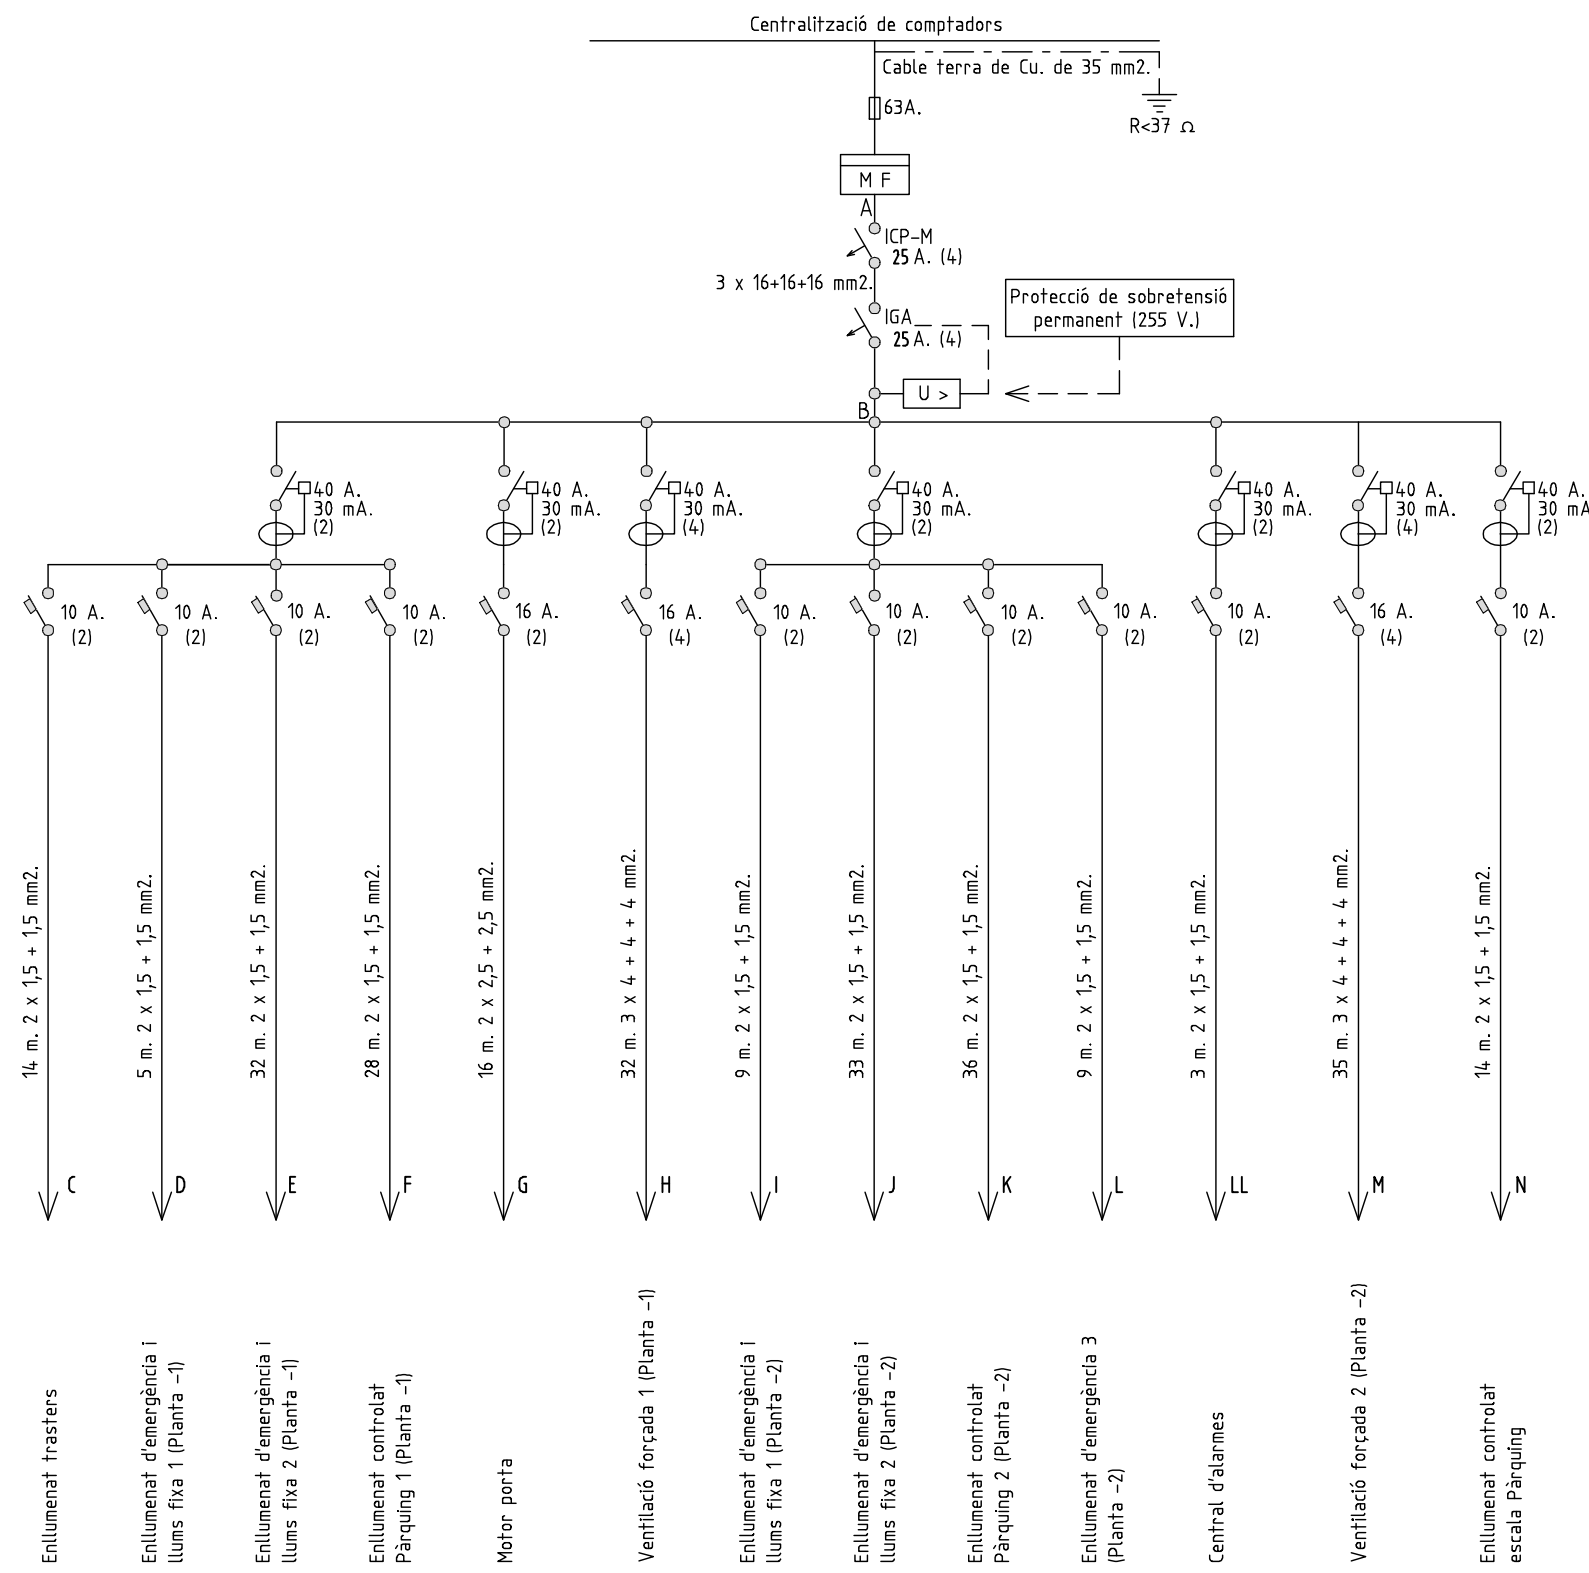 Centralització de comptadors
Cable terra de Cu. de 35 mm2.
63A.
R<37 Ω
M F
A
ICP-M
25 A. (4)
3 x 16+16+16 mm2.
IGA
25 A. (4)
Protecció de sobretensió
permanent (255 V.)
U >
B
40 A.
30 mA.
(2)
40 A.
30 mA.
(2)
40 A.
30 mA.
(4)
40 A.
30 mA.
(2)
40 A.
30 mA.
(2)
40 A.
30 mA.
(4)
40 A.
30 mA
(2)
10 A.
(2)
10 A.
(2)
10 A.
(2)
10 A.
(2)
16 A.
(2)
16 A.
(4)
10 A.
(2)
10 A.
(2)
10 A.
(2)
10 A.
(2)
10 A.
(2)
16 A.
(4)
10 A.
(2)
14 m. 2 x 1,5 + 1,5 mm2.
5 m. 2 x 1,5 + 1,5 mm2.
32 m. 2 x 1,5 + 1,5 mm2.
28 m. 2 x 1,5 + 1,5 mm2.
16 m. 2 x 2,5 + 2,5 mm2.
32 m. 3 x 4 + 4 + 4 mm2.
9 m. 2 x 1,5 + 1,5 mm2.
33 m. 2 x 1,5 + 1,5 mm2.
36 m. 2 x 1,5 + 1,5 mm2.
9 m. 2 x 1,5 + 1,5 mm2.
3 m. 2 x 1,5 + 1,5 mm2.
35 m. 3 x 4 + 4 + 4 mm2.
14 m. 2 x 1,5 + 1,5 mm2.
C
D
E
F
G
H
I
J
K
L
LL
M
N
Enllumenat trasters
Enllumenat d'emergència i
llums fixa 1 (Planta -1)
Enllumenat d'emergència i
llums fixa 2 (Planta -1)
Enllumenat controlat
Pàrquing 1 (Planta -1)
Motor porta
Ventilació forçada 1 (Planta -1)
Enllumenat d'emergència i
llums fixa 1 (Planta -2)
Enllumenat d'emergència i
llums fixa 2 (Planta -2)
Enllumenat controlat
Pàrquing 2 (Planta -2)
Enllumenat d'emergència 3
(Planta -2)
Central d'alarmes
Ventilació forçada 2 (Planta -2)
Enllumenat controlat
escala Pàrquing